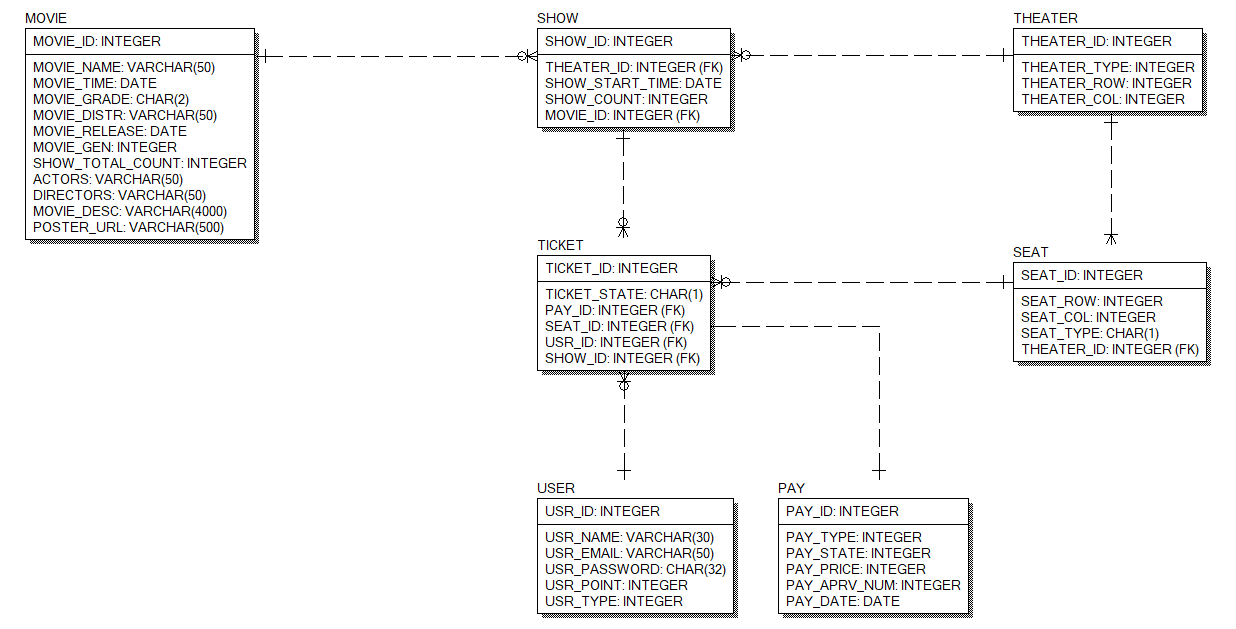 MOVIE
MOVIE_ID: INTEGER
MOVIE_NAME: VARCHAR(50)
MOVIE_TIME: DATE
MOVIE_GRADE: CHAR(2)
MOVIE_DISTR: VARCHAR(50)
MOVIE_RELEASE: DATE
MOVIE_GEN: INTEGER
SHOW_TOTAL_COUNT: INTEGER
ACTORS: VARCHAR(50)
DIRECTORS: VARCHAR(50)
MOVIE_DESC: VARCHAR(4000)
POSTER_URL: VARCHAR(500)
SHOW
SHOW_ID: INTEGER
THEATER_ID: INTEGER (FK)
SHOW_START_TIME: DATE
SHOW_COUNT: INTEGER
MOVIE_ID: INTEGER (FK)
THEATER
THEATER_ID: INTEGER
THEATER_TYPE: INTEGER
THEATER_ROW: INTEGER
THEATER_COL: INTEGER
TICKET
TICKET_ID: INTEGER
TICKET_STATE: CHAR(1)
PAY_ID: INTEGER (FK)
SEAT_ID: INTEGER (FK)
USR_ID: INTEGER (FK)
SHOW_ID: INTEGER (FK)
SEAT
SEAT_ID: INTEGER
SEAT_ROW: INTEGER
SEAT_COL: INTEGER
SEAT_TYPE: CHAR(1)
THEATER_ID: INTEGER (FK)
USER
USR_ID: INTEGER
USR_NAME: VARCHAR(30)
USR_EMAIL: VARCHAR(50)
USR_PASSWORD: CHAR(32)
USR_POINT: INTEGER
USR_TYPE: INTEGER
PAY
PAY_ID: INTEGER
PAY_TYPE: INTEGER
PAY_STATE: INTEGER
PAY_PRICE: INTEGER
PAY_APRV_NUM: INTEGER
PAY_DATE: DATE